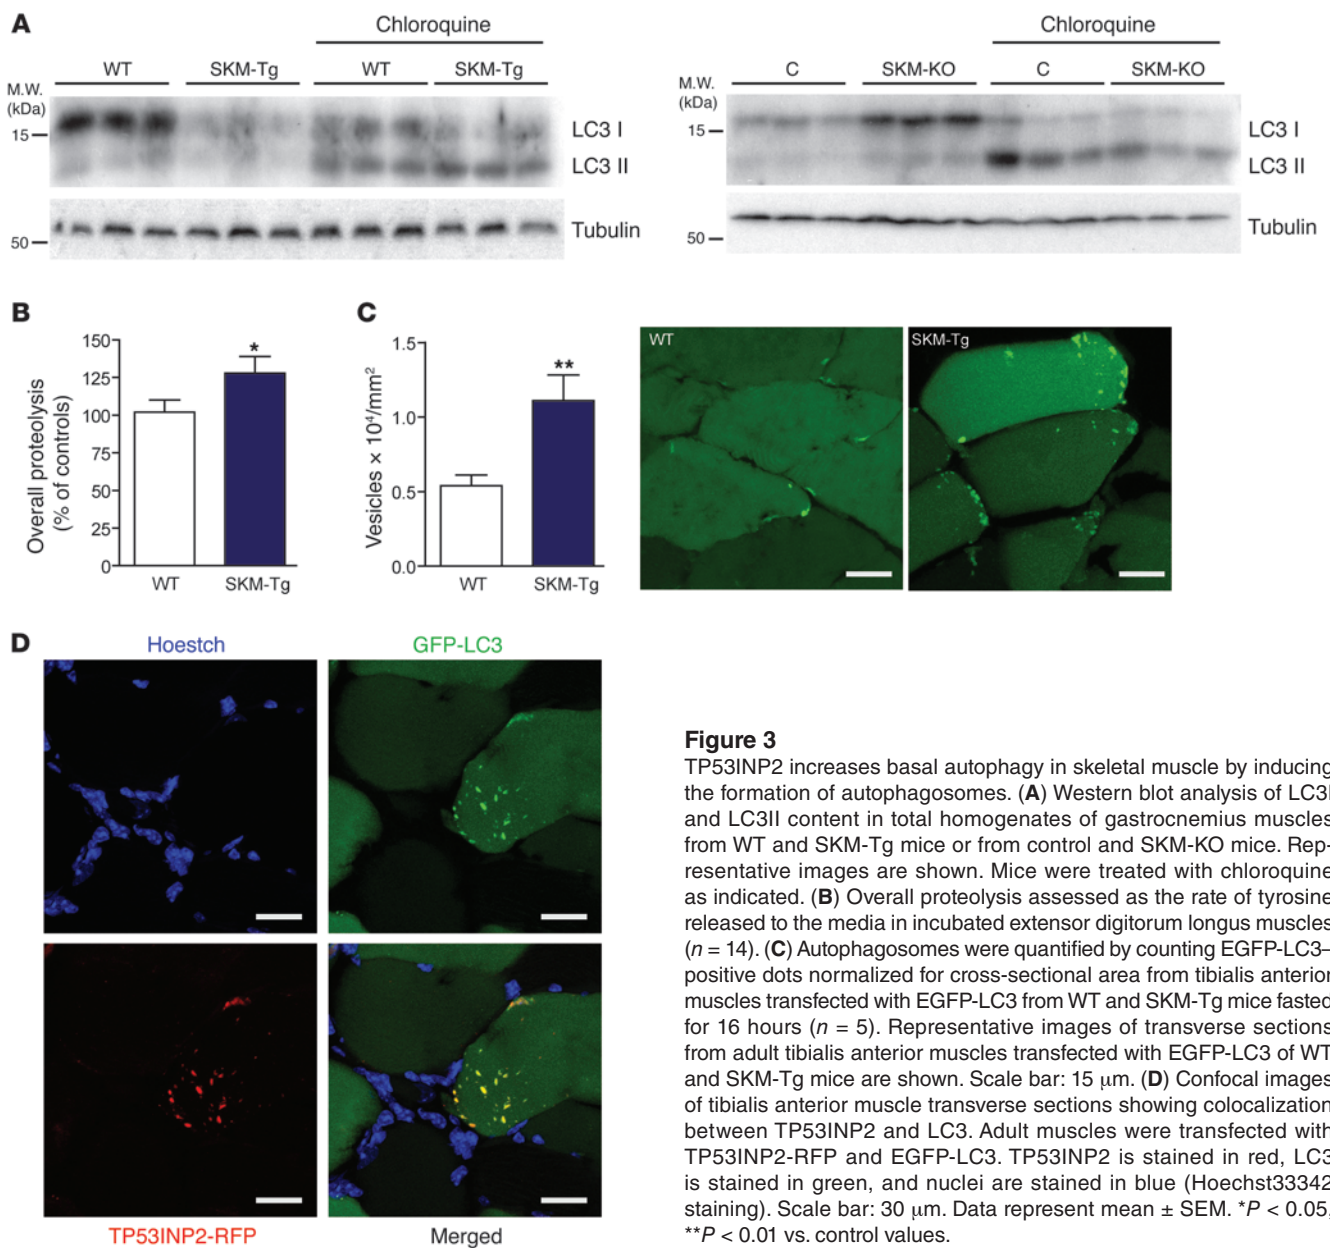 A
Chloroquine
WT SKM-Tg WT SKM-Tg
M.W.
(kDa)
15
LC3 I
LC3 II
50
Tubulin
Chloroquine
C SKM-KO C SKM-KO
M.W.
(kDa)
15
LC3 I
LC3 II
50
Tubulin
B
Overall proteolysis
(% of controls)
150
125
100
75
50
25
0
*
WT SKM-Tg
C
Vesicles × 10⁴/mm²
1.5
1.0
0.5
0.0
**
WT SKM-Tg
WT
SKM-Tg
D
Hoestch
GFP-LC3
TP53INP2-RFP
Merged
Figure 3
TP53INP2 increases basal autophagy in skeletal muscle by inducing
the formation of autophagosomes. (A) Western blot analysis of LC3I
and LC3II content in total homogenates of gastrocnemius muscles
from WT and SKM-Tg mice or from control and SKM-KO mice. Rep-
resentative images are shown. Mice were treated with chloroquine
as indicated. (B) Overall proteolysis assessed as the rate of tyrosine
released to the media in incubated extensor digitorum longus muscles
(n = 14). (C) Autophagosomes were quantified by counting EGFP-LC3–
positive dots normalized for cross-sectional area from tibialis anterior
muscles transfected with EGFP-LC3 from WT and SKM-Tg mice fasted
for 16 hours (n = 5). Representative images of transverse sections
from adult tibialis anterior muscles transfected with EGFP-LC3 of WT
and SKM-Tg mice are shown. Scale bar: 15 μm. (D) Confocal images
of tibialis anterior muscle transverse sections showing colocalization
between TP53INP2 and LC3. Adult muscles were transfected with
TP53INP2-RFP and EGFP-LC3. TP53INP2 is stained in red, LC3
is stained in green, and nuclei are stained in blue (Hoechst33342
staining). Scale bar: 30 μm. Data represent mean ± SEM. *P < 0.05,
**P < 0.01 vs. control values.